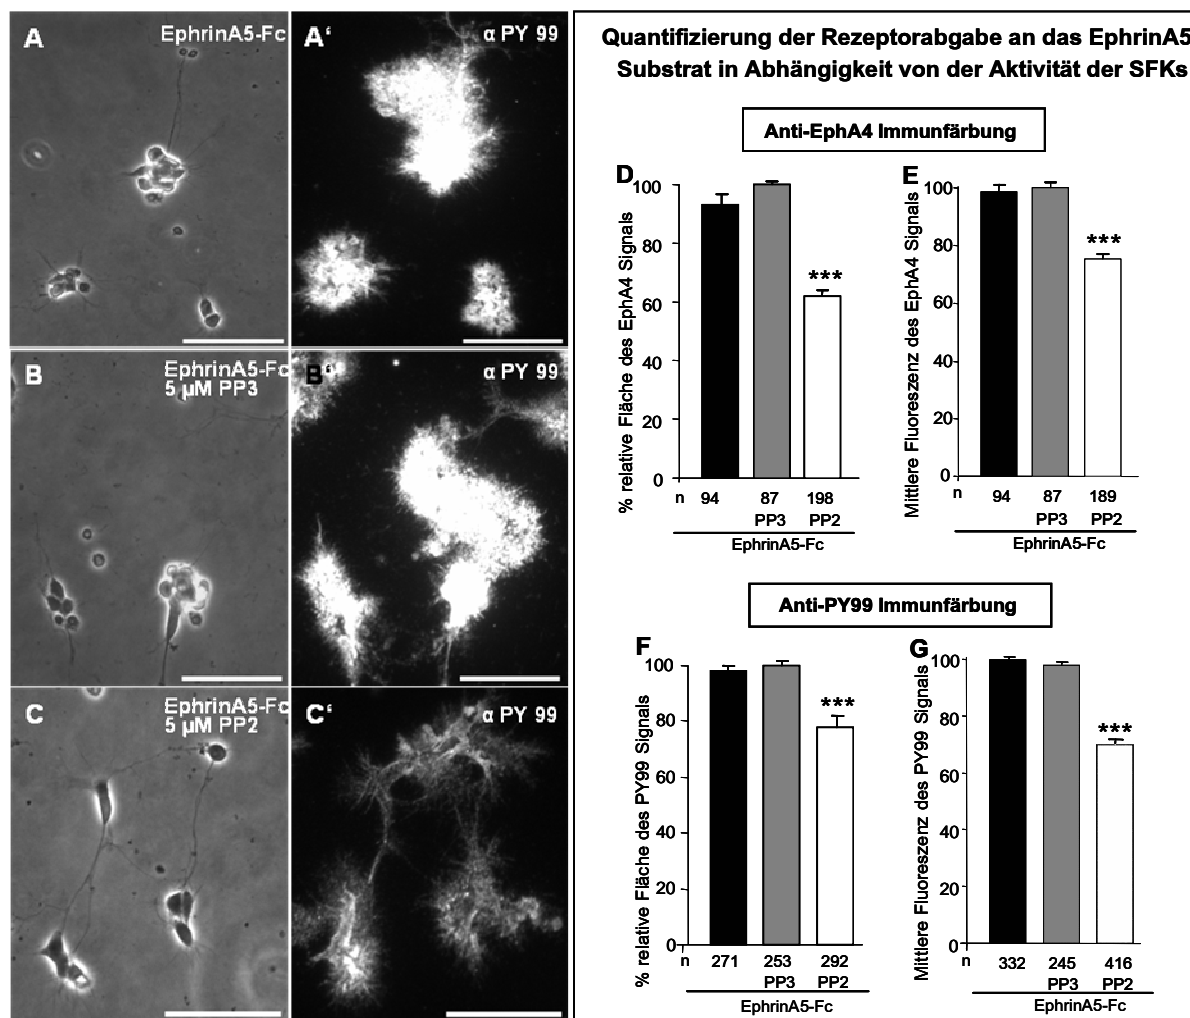 A
EphrinA5-Fc
A‘
α PY 99
B
EphrinA5-Fc
5 µM PP3
B‘
α PY 99
C
EphrinA5-Fc
5 µM PP2
C‘
α PY 99
Quantifizierung der Rezeptorabgabe an das EphrinA5
Substrat in Abhängigkeit von der Aktivität der SFKs
Anti-EphA4 Immunfärbung
D
% relative Fläche des EphA4 Signals
100
80
60
40
20
0
***
n 94 87 198
PP3 PP2
EphrinA5-Fc
E
Mittlere Fluoreszenz des EphA4 Signals
100
80
60
40
20
0
***
n 94 87 189
PP3 PP2
EphrinA5-Fc
Anti-PY99 Immunfärbung
F
% relative Fläche des PY99 Signals
100
80
60
40
20
0
***
n 271 253 292
PP3 PP2
EphrinA5-Fc
G
Mittlere Fluoreszenz des PY99 Signals
100
80
60
40
20
0
***
n 332 245 416
PP3 PP2
EphrinA5-Fc